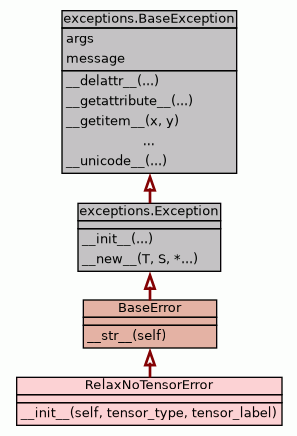 exceptions.BaseException
args
message
__delattr__(...)
__getattribute__(...)
__getitem__(x, y)
...
__unicode__(...)
exceptions.Exception
__init__(...)
__new__(T, S, *...)
BaseError
__str__(self)
RelaxNoTensorError
__init__(self, tensor_type, tensor_label)